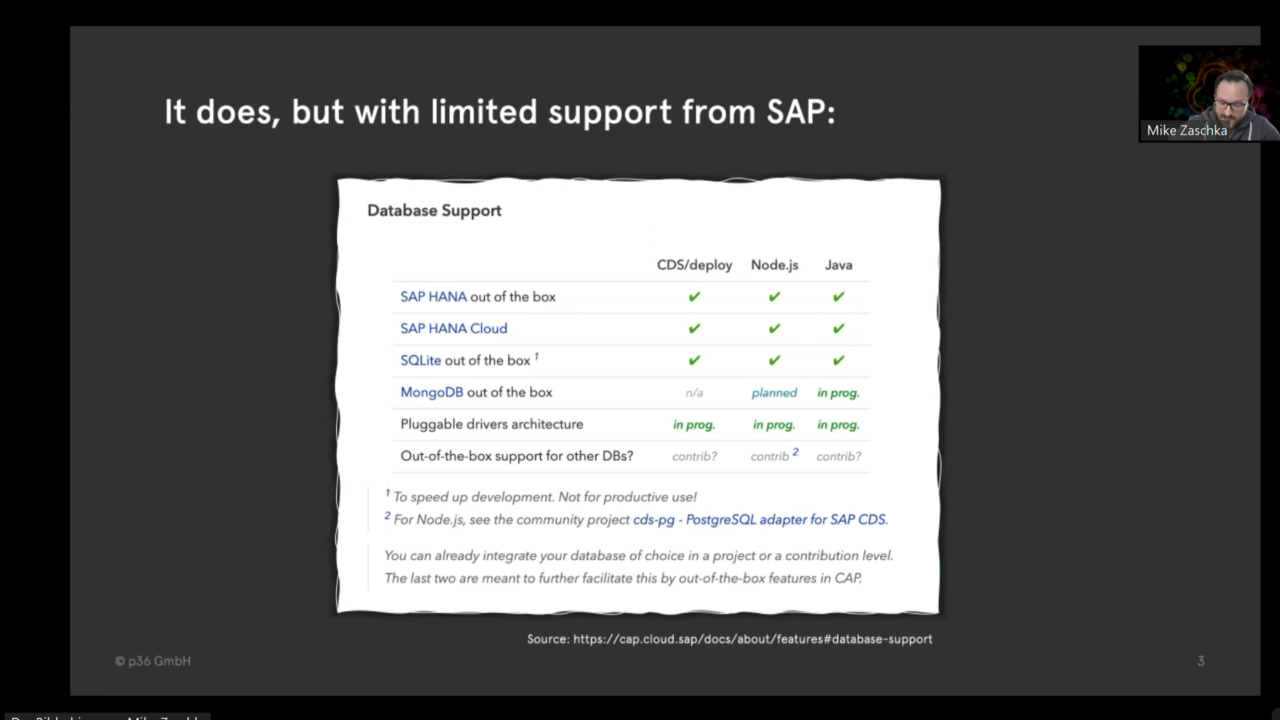 It does, but with limited support from SAP:
Mike Zaschka
Database Support
CDS/deploy Node.js Java
SAP HANA out of the box ✔ ✔ ✔
SAP HANA Cloud ✔ ✔ ✔
SQLite out of the box 1 ✔ ✔ ✔
MongoDB out of the box n/a planned in prog.
Pluggable drivers architecture in prog. in prog. in prog.
Out-of-the-box support for other DBs? contrib? contrib 2 contrib?
1 To speed up development. Not for productive use!
2 For Node.js, see the community project cds-pg - PostgreSQL adapter for SAP CDS.
You can already integrate your database of choice in a project or a contribution level.
The last two are meant to further facilitate this by out-of-the-box features in CAP.
Source: https://cap.cloud.sap/docs/about/features#database-support
© p36 GmbH
3